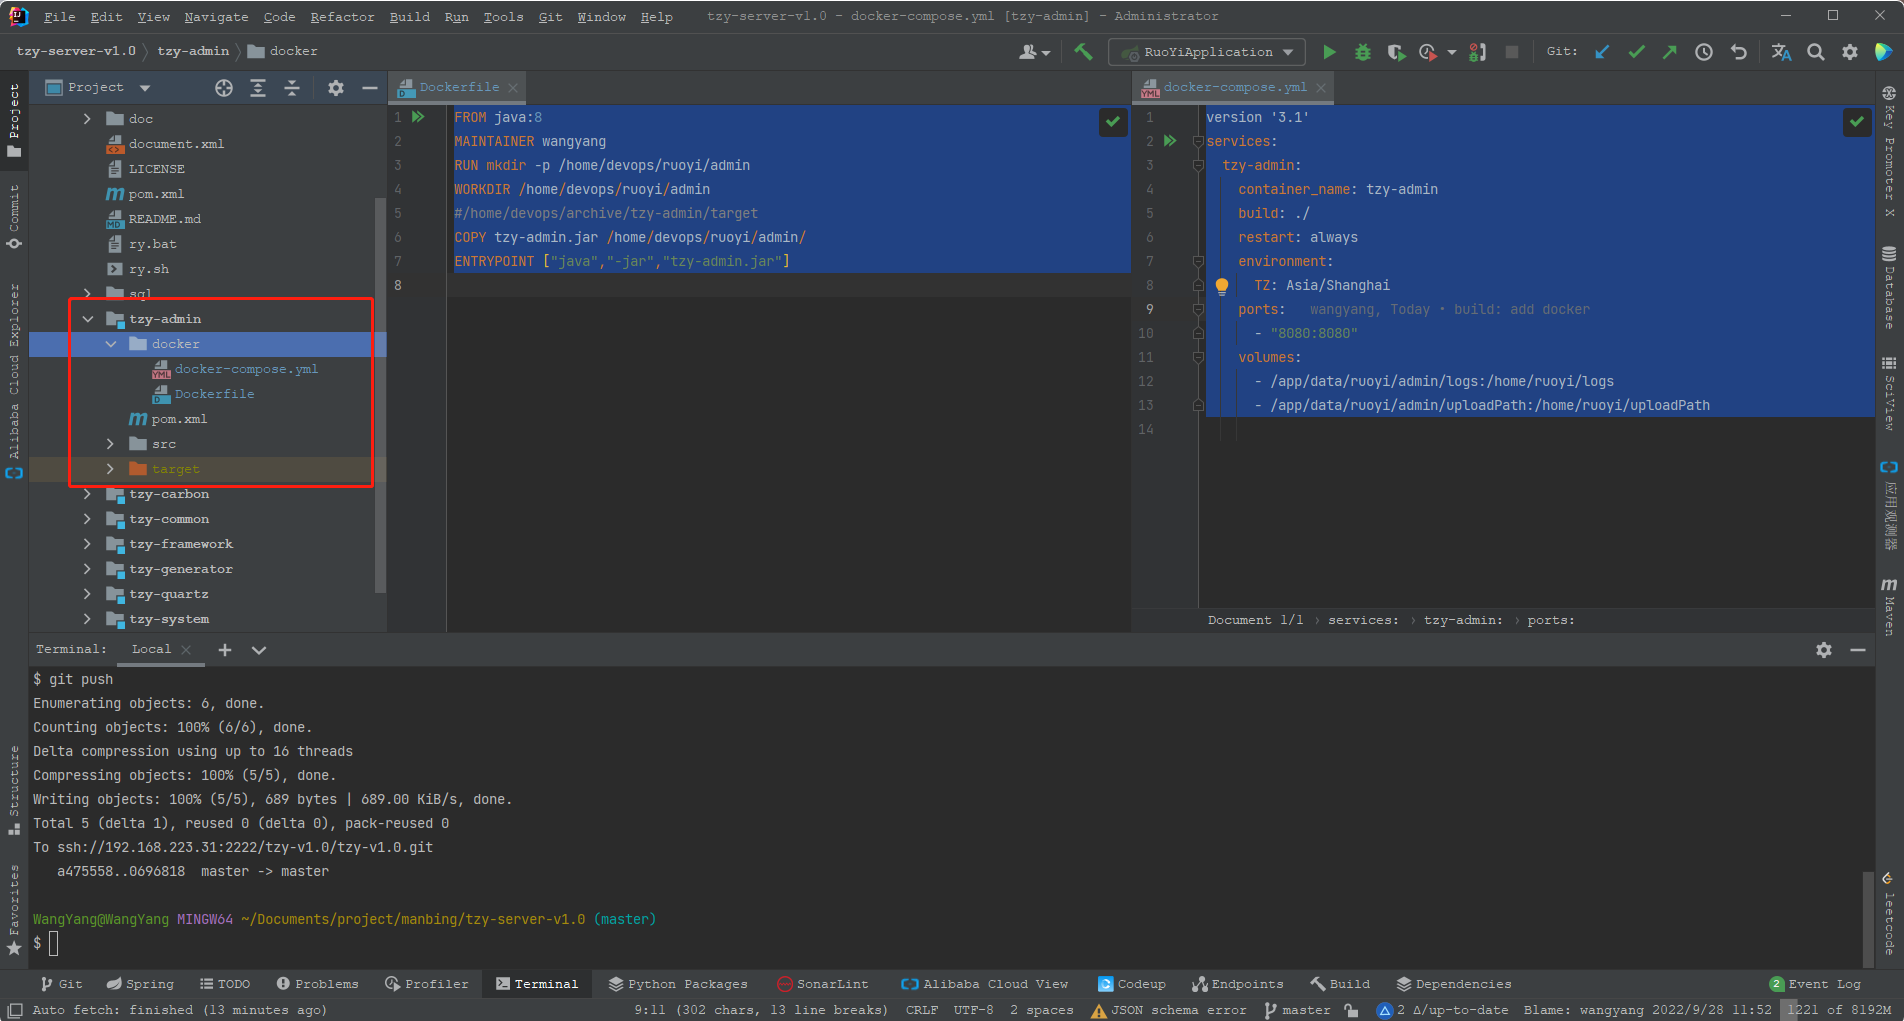 File Edit View Navigate Code Refactor Build Run Tools Git Window Help tzy-server-v1.0 - docker-compose.yml [tzy-admin] - Administrator
tzy-server-v1.0 tzy-admin docker RuoYiApplication Git:
Project
Dockerfile
docker-compose.yml
doc
document.xml
LICENSE
pom.xml
README.md
ry.bat
ry.sh
sql
tzy-admin
docker
docker-compose.yml
Dockerfile
pom.xml
src
target
tzy-carbon
tzy-common
tzy-framework
tzy-generator
tzy-quartz
tzy-system
1 FROM java:8
2 MAINTAINER wangyang
3 RUN mkdir -p /home/devops/ruoyi/admin
4 WORKDIR /home/devops/ruoyi/admin
5 #/home/devops/archive/tzy-admin/target
6 COPY tzy-admin.jar /home/devops/ruoyi/admin/
7 ENTRYPOINT ["java","-jar","tzy-admin.jar"]
8
1 version '3.1'
2 services:
3 tzy-admin:
4 container_name: tzy-admin
5 build: ./
6 restart: always
7 environment:
8 TZ: Asia/Shanghai
9 ports: wangyang, Today • build: add docker
10 - "8080:8080"
11 volumes:
12 - /app/data/ruoyi/admin/logs:/home/ruoyi/logs
13 - /app/data/ruoyi/admin/uploadPath:/home/ruoyi/uploadPath
14
Document 1/1 › services: › tzy-admin: › ports:
Project
Commit
Alibaba Cloud Explorer
Structure
Favorites
Key Promoter X
Database
SciView
应用观测器
Maven
leetcode
Terminal: Local
$ git push
Enumerating objects: 6, done.
Counting objects: 100% (6/6), done.
Delta compression using up to 16 threads
Compressing objects: 100% (5/5), done.
Writing objects: 100% (5/5), 689 bytes | 689.00 KiB/s, done.
Total 5 (delta 1), reused 0 (delta 0), pack-reused 0
To ssh://192.168.223.31:2222/tzy-v1.0/tzy-v1.0.git
a475558..0696818 master -> master
WangYang@WangYang MINGW64 ~/Documents/project/manbing/tzy-server-v1.0 (master)
$
Git Spring TODO Problems Profiler Terminal Python Packages SonarLint Alibaba Cloud View Codeup Endpoints Build Dependencies 2 Event Log
Auto fetch: finished (13 minutes ago) 9:11 (302 chars, 13 line breaks) CRLF UTF-8 2 spaces JSON schema error master 2 Δ/up-to-date Blame: wangyang 2022/9/28 11:52 1221 of 8192M